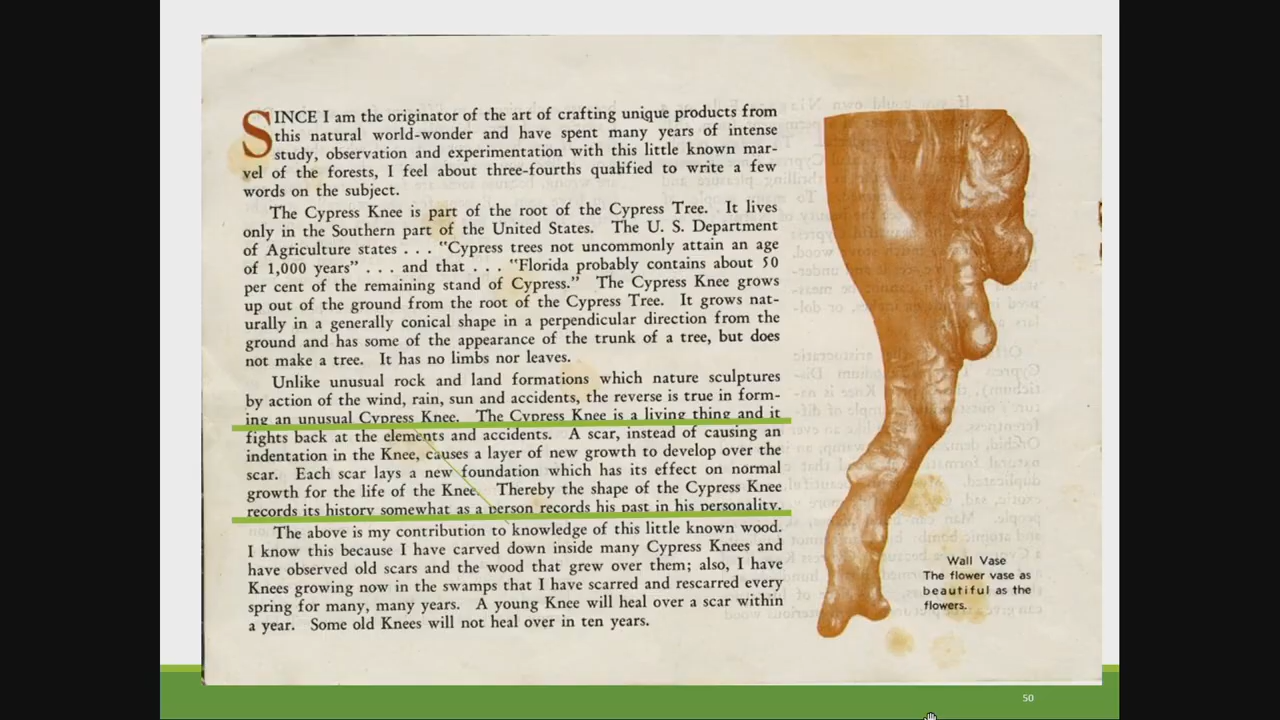 SINCE I am the originator of the art of crafting unique products from
this natural world-wonder and have spent many years of intense
study, observation and experimentation with this little known mar-
vel of the forests, I feel about three-fourths qualified to write a few
words on the subject.
The Cypress Knee is part of the root of the Cypress Tree. It lives
only in the Southern part of the United States. The U. S. Department
of Agriculture states . . . "Cypress trees not uncommonly attain an age
of 1,000 years" . . . and that . . . "Florida probably contains about 50
per cent of the remaining stand of Cypress." The Cypress Knee grows
up out of the ground from the root of the Cypress Tree. It grows nat-
urally in a generally conical shape in a perpendicular direction from the
ground and has some of the appearance of the trunk of a tree, but does
not make a tree. It has no limbs nor leaves.
Unlike unusual rock and land formations which nature sculptures
by action of the wind, rain, sun and accidents, the reverse is true in form-
ing an unusual Cypress Knee. The Cypress Knee is a living thing and it
fights back at the elements and accidents. A scar, instead of causing an
indentation in the Knee, causes a layer of new growth to develop over the
scar. Each scar lays a new foundation which has its effect on normal
growth for the life of the Knee. Thereby the shape of the Cypress Knee
records its history somewhat as a person records his past in his personality.
The above is my contribution to knowledge of this little known wood.
I know this because I have carved down inside many Cypress Knees and
have observed old scars and the wood that grew over them; also, I have
Knees growing now in the swamps that I have scarred and rescarred every
spring for many, many years. A young Knee will heal over a scar within
a year. Some old Knees will not heal over in ten years.
Wall Vase
The flower vase as
beautiful as the
flowers.
50